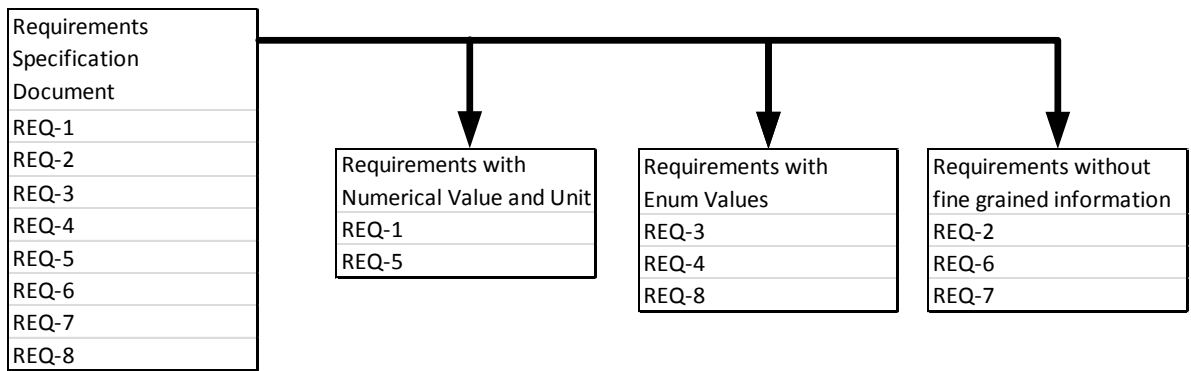 Requirements
Specification
Document
REQ-1
REQ-2
REQ-3
REQ-4
REQ-5
REQ-6
REQ-7
REQ-8
Requirements with
Numerical Value and Unit
REQ-1
REQ-5
Requirements with
Enum Values
REQ-3
REQ-4
REQ-8
Requirements without
fine grained information
REQ-2
REQ-6
REQ-7